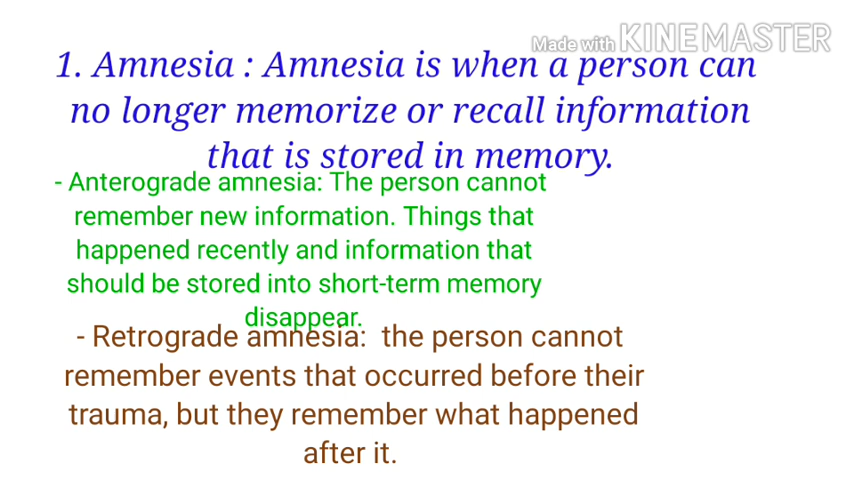 Made with KINEMASTER
1. Amnesia : Amnesia is when a person can
no longer memorize or recall information
that is stored in memory.
- Anterograde amnesia: The person cannot
remember new information. Things that
happened recently and information that
should be stored into short-term memory
disappear.
- Retrograde amnesia: the person cannot
remember events that occurred before their
trauma, but they remember what happened
after it.